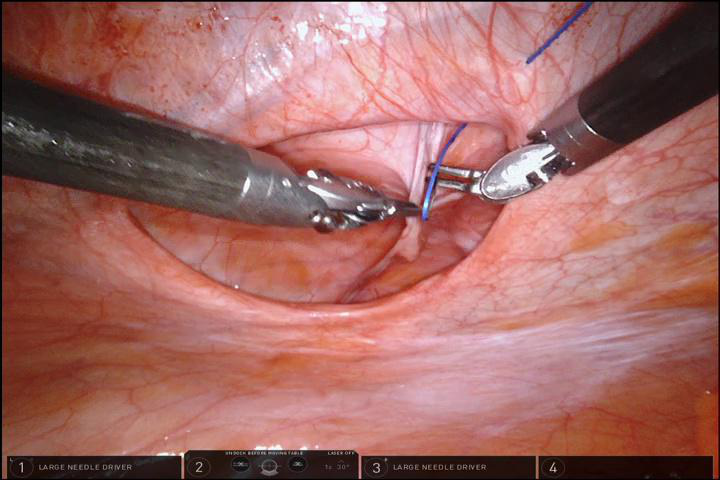 UNDOCK BEFORE MOVING TABLE LASER OFF
1 LARGE NEEDLE DRIVER
2 1x 30°
3 LARGE NEEDLE DRIVER
4